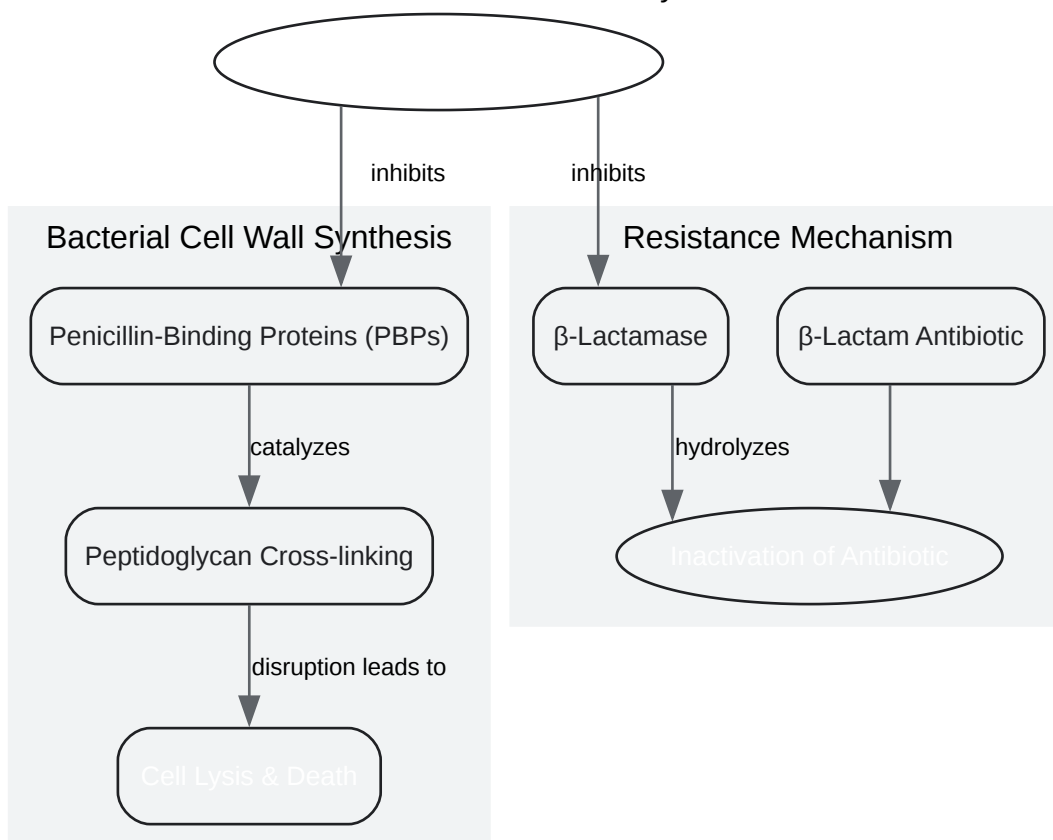 inhibits
inhibits
Bacterial Cell Wall Synthesis
Resistance Mechanism
Penicillin-Binding Proteins (PBPs)
β-Lactamase
β-Lactam Antibiotic
catalyzes
hydrolyzes
Peptidoglycan Cross-linking
Inactivation of Antibiotic
disruption leads to
Cell Lysis & Death